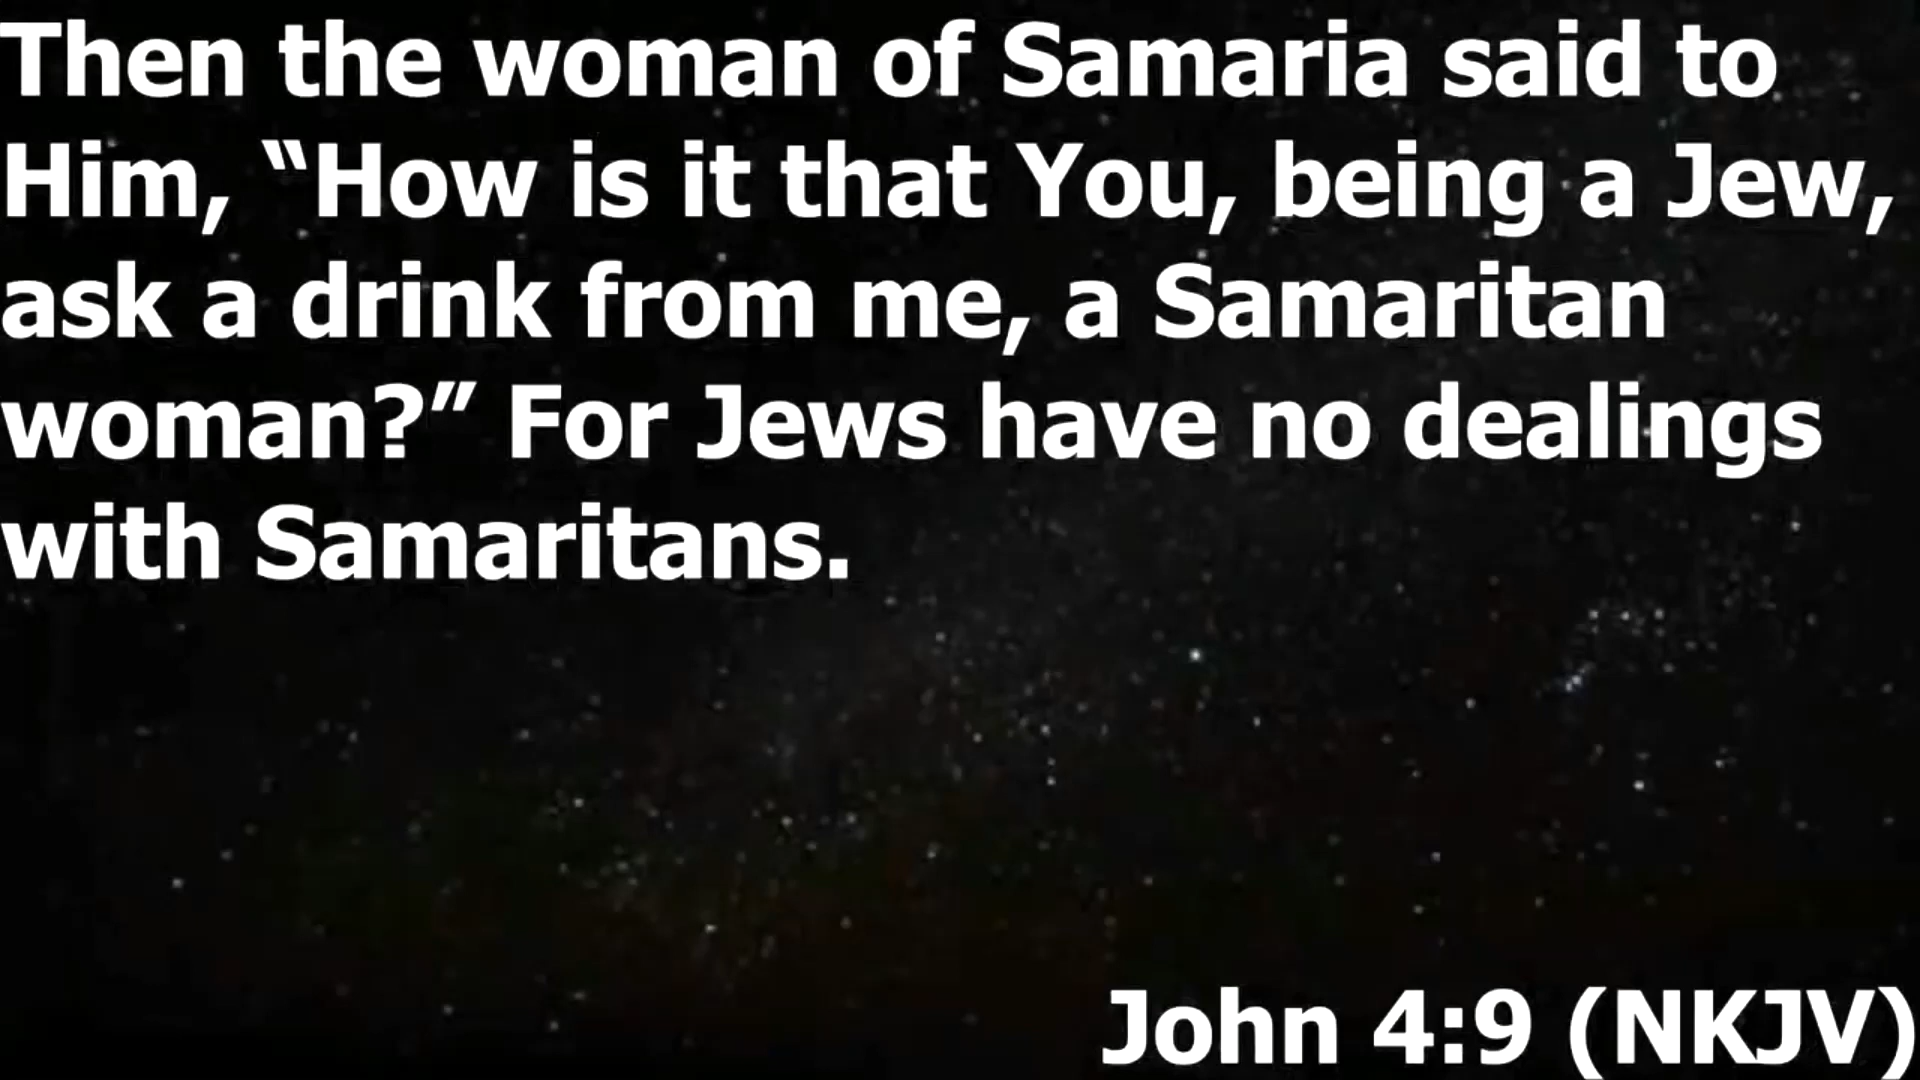 Then the woman of Samaria said to
Him, “How is it that You, being a Jew,
ask a drink from me, a Samaritan
woman?” For Jews have no dealings
with Samaritans.
John 4:9 (NKJV)